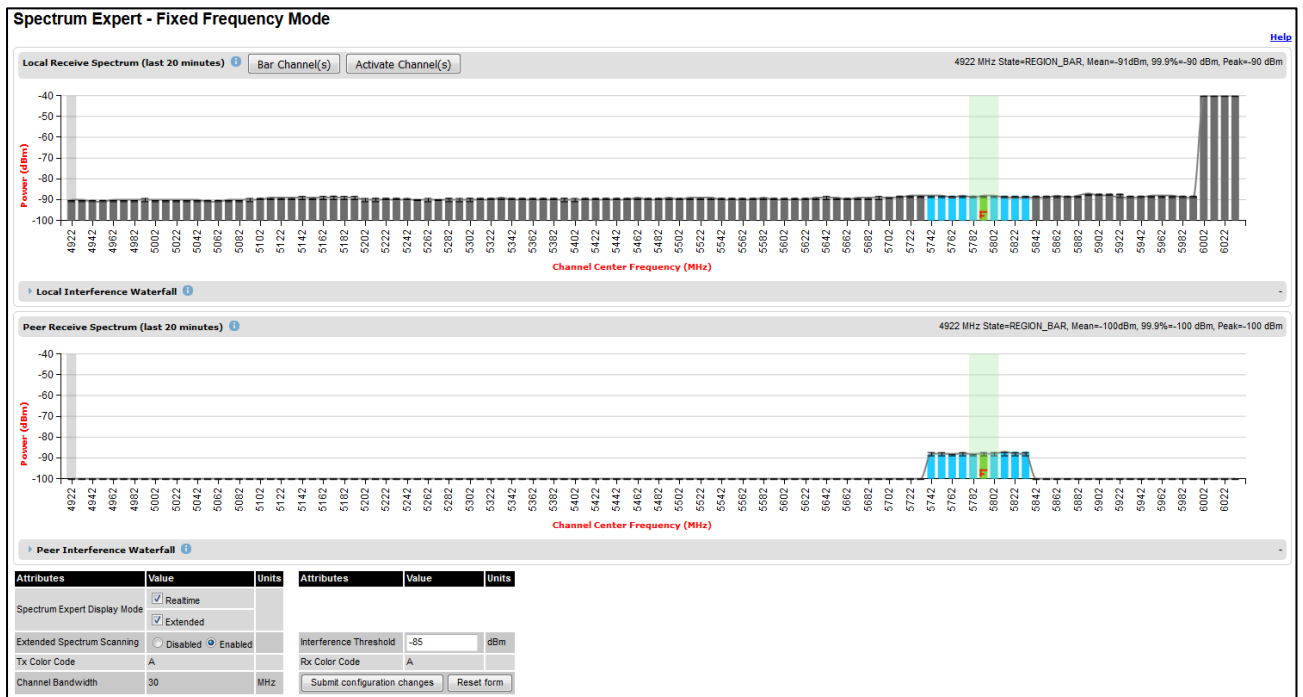 Spectrum Expert - Fixed Frequency Mode
Help
Local Receive Spectrum (last 20 minutes) Bar Channel(s) Activate Channel(s) 4922 MHz State=REGION_BAR, Mean=-91dBm, 99.9%=-90 dBm, Peak=-90 dBm
-40
-50
-60
-70
-80
-90
-100
Power (dBm)
4922 4942 4962 4982 5002 5022 5042 5062 5082 5102 5122 5142 5162 5182 5202 5222 5242 5262 5282 5302 5322 5342 5362 5382 5402 5422 5442 5462 5482 5502 5522 5542 5562 5582 5602 5622 5642 5662 5682 5702 5722 5742 5762 5782 5802 5822 5842 5862 5882 5902 5922 5942 5962 5982 6002 6022
Channel Center Frequency (MHz)
Local Interference Waterfall -
Peer Receive Spectrum (last 20 minutes) 4922 MHz State=REGION_BAR, Mean=-100dBm, 99.9%=-100 dBm, Peak=-100 dBm
-40
-50
-60
-70
-80
-90
-100
Power (dBm)
4922 4942 4962 4982 5002 5022 5042 5062 5082 5102 5122 5142 5162 5182 5202 5222 5242 5262 5282 5302 5322 5342 5362 5382 5402 5422 5442 5462 5482 5502 5522 5542 5562 5582 5602 5622 5642 5662 5682 5702 5722 5742 5762 5782 5802 5822 5842 5862 5882 5902 5922 5942 5962 5982 6002 6022
Channel Center Frequency (MHz)
Peer Interference Waterfall -
Attributes Value Units Attributes Value Units
Spectrum Expert Display Mode Realtime
Extended
Extended Spectrum Scanning Disabled Enabled Interference Threshold -85 dBm
Tx Color Code A Rx Color Code A
Channel Bandwidth 30 MHz Submit configuration changes Reset form